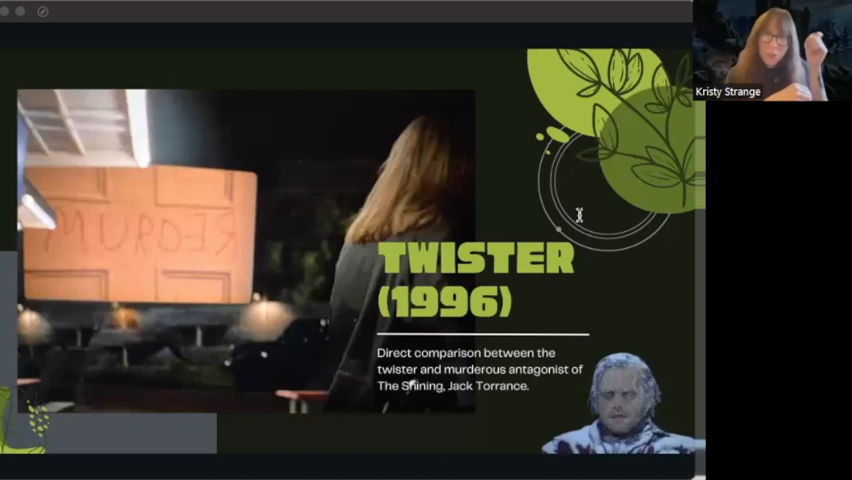 Kristy Strange
MURDER
TWISTER
(1996)
Direct comparison between the
twister and murderous antagonist of
The Shining, Jack Torrance.